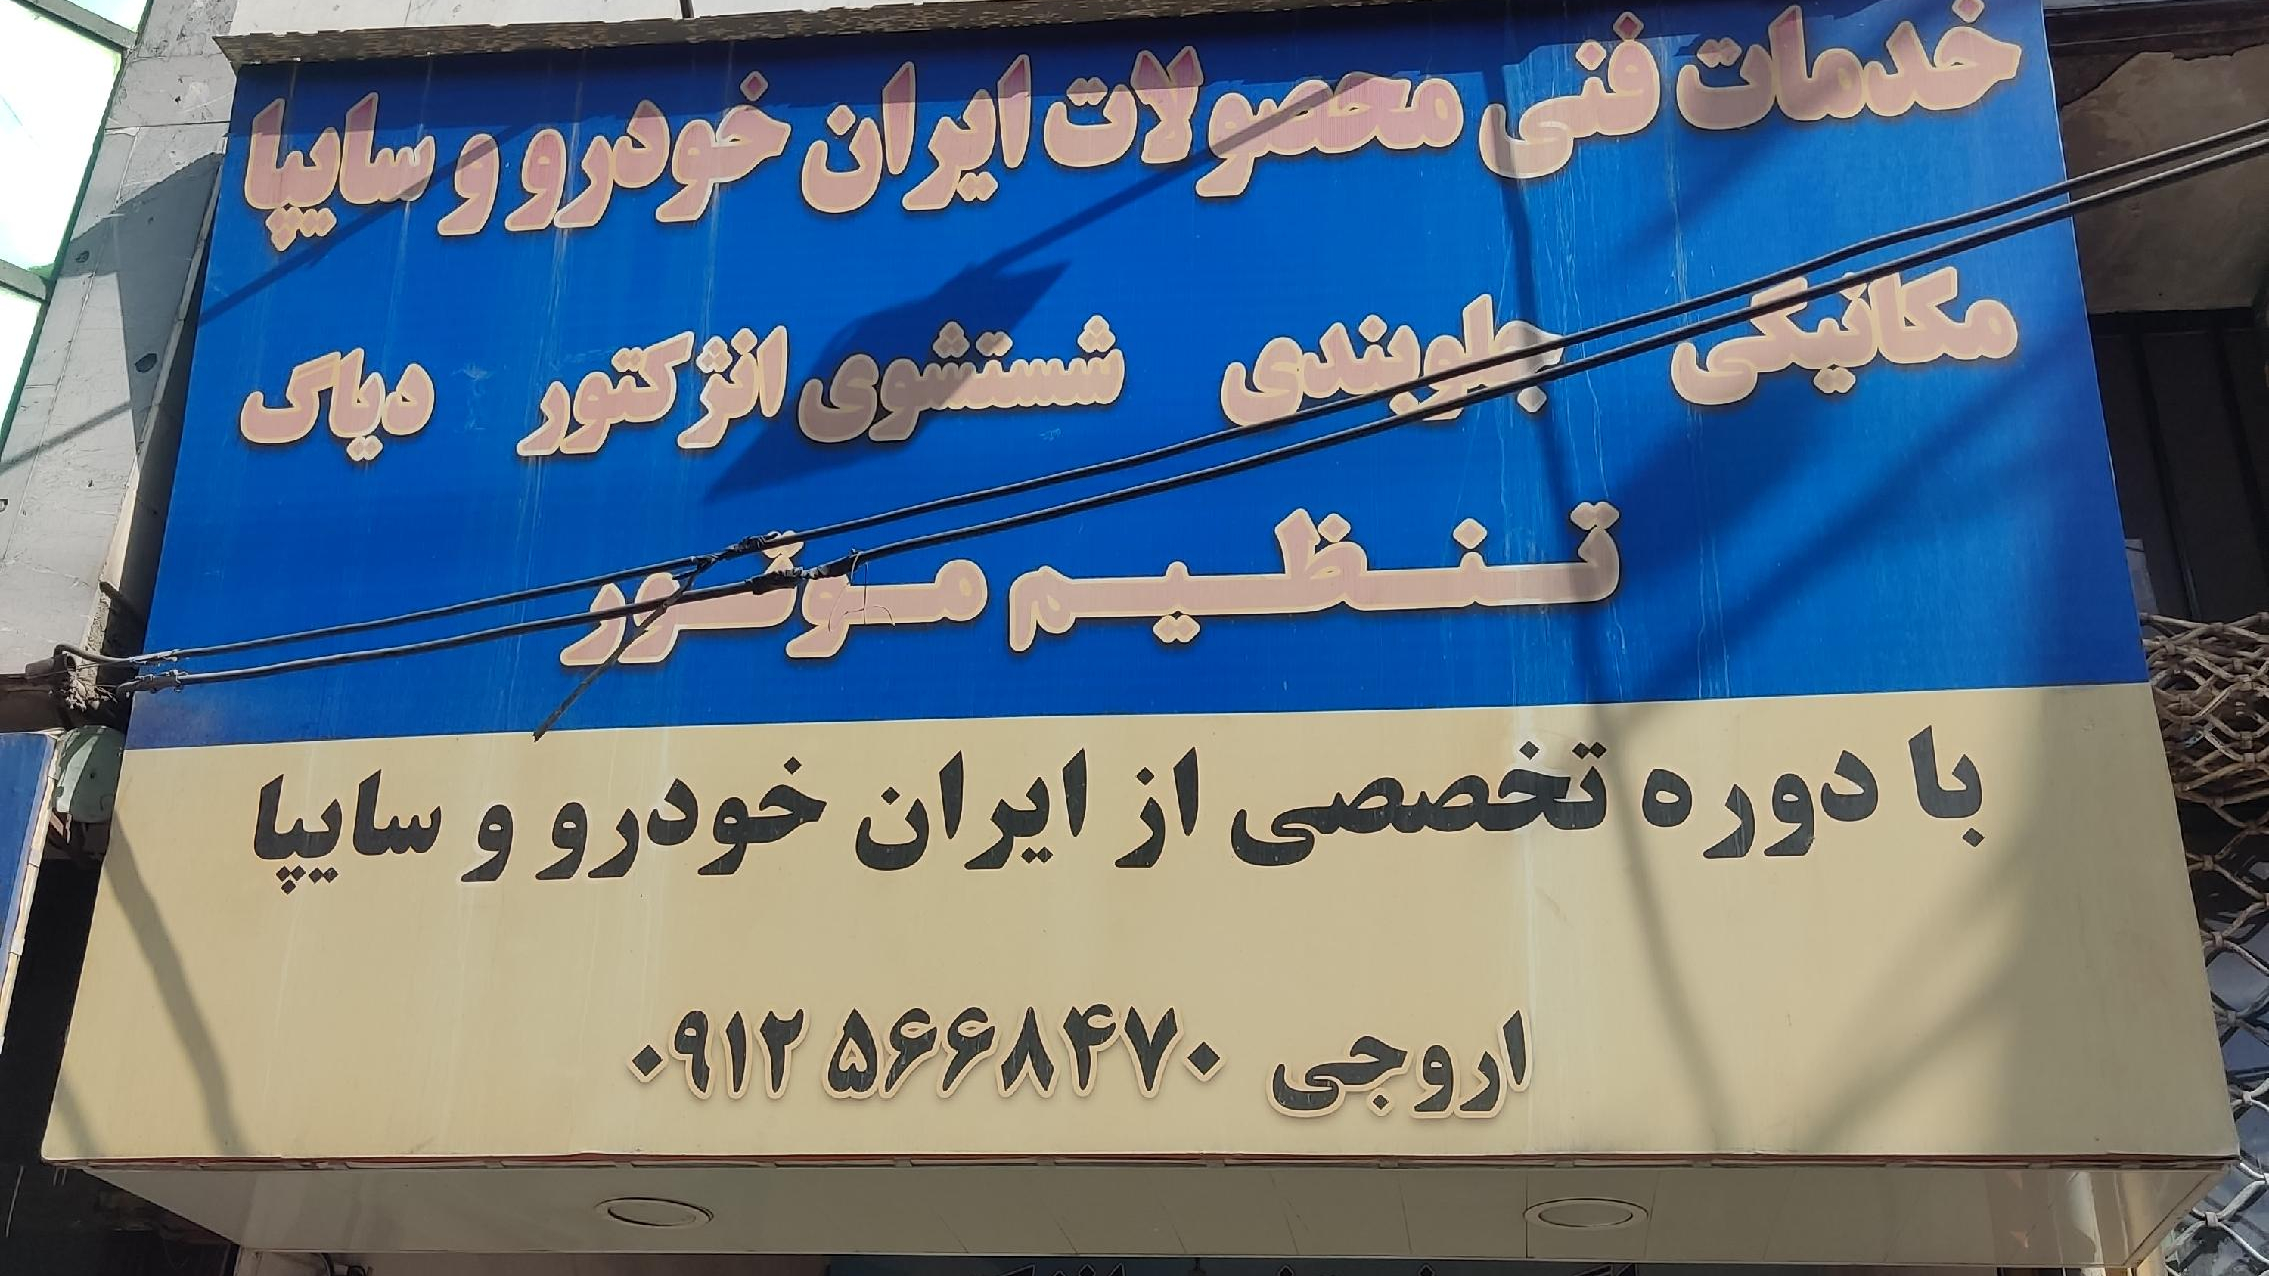 خدمات فنی محصولات ایران خودرو و سایپا
مکانیکی جلوبندی شستشوی انژکتور دیاگ
تنظیم موتور
با دوره تخصصی از ایران خودرو و سایپا
اروجی ۰۹۱۲ ۵۶۶۸۴۷۰